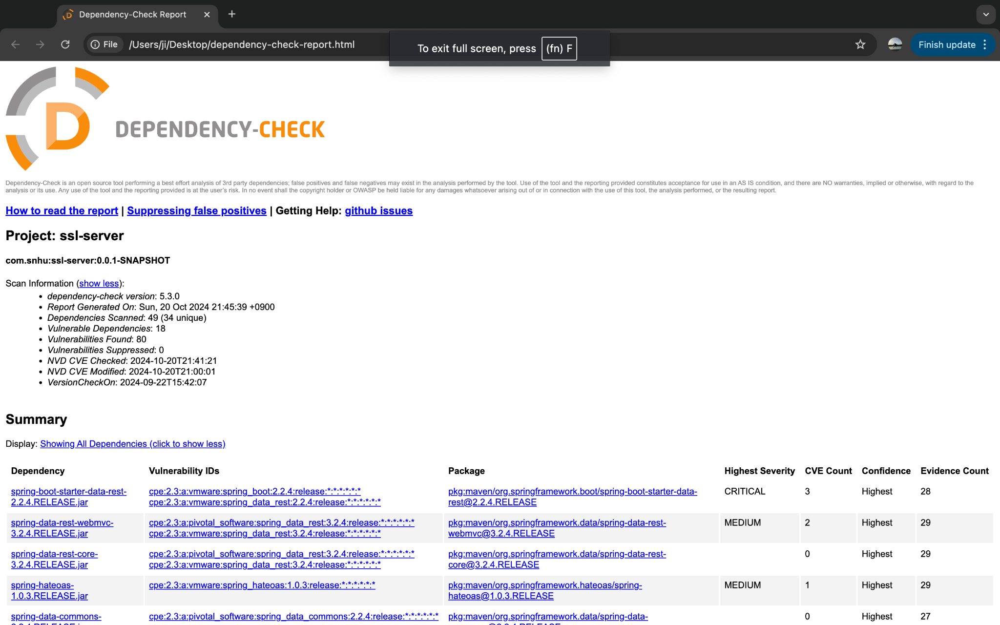 Dependency-Check Report
File /Users/ji/Desktop/dependency-check-report.html
To exit full screen, press (fn) F
Finish update
D
DEPENDENCY-CHECK
Dependency-Check is an open source tool performing a best effort analysis of 3rd party dependencies; false positives and false negatives may exist in the analysis performed by the tool. Use of the tool and the reporting provided constitutes acceptance for use in an AS IS condition, and there are NO warranties, implied or otherwise, with regard to the
analysis or its use. Any use of the tool and the reporting provided is at the user's risk. In no event shall the copyright holder or OWASP be held liable for any damages whatsoever arising out of or in connection with the use of this tool, the analysis performed, or the resulting report.
How to read the report | Suppressing false positives | Getting Help: github issues
Project: ssl-server
com.snhu:ssl-server:0.0.1-SNAPSHOT
Scan Information (show less):
• dependency-check version: 5.3.0
• Report Generated On: Sun, 20 Oct 2024 21:45:39 +0900
• Dependencies Scanned: 49 (34 unique)
• Vulnerable Dependencies: 18
• Vulnerabilities Found: 80
• Vulnerabilities Suppressed: 0
• NVD CVE Checked: 2024-10-20T21:41:21
• NVD CVE Modified: 2024-10-20T21:00:01
• VersionCheckOn: 2024-09-22T15:42:07
Summary
Display: Showing All Dependencies (click to show less)
Dependency Vulnerability IDs Package Highest Severity CVE Count Confidence Evidence Count
spring-boot-starter-data-rest- cpe:2.3:a:vmware:spring_boot:2.2.4:release:*:*:*:*:*:* pkg:maven/org.springframework.boot/spring-boot-starter-data- CRITICAL 3 Highest 28
2.2.4.RELEASE.jar cpe:2.3:a:vmware:spring_data_rest:2.2.4:release:*:*:*:*:*:* rest@2.2.4.RELEASE
spring-data-rest-webmvc- cpe:2.3:a:pivotal_software:spring_data_rest:3.2.4:release:*:*:*:*:*:* pkg:maven/org.springframework.data/spring-data-rest- MEDIUM 2 Highest 29
3.2.4.RELEASE.jar cpe:2.3:a:vmware:spring_data_rest:3.2.4:release:*:*:*:*:*:* webmvc@3.2.4.RELEASE
spring-data-rest-core- cpe:2.3:a:pivotal_software:spring_data_rest:3.2.4:release:*:*:*:*:*:* pkg:maven/org.springframework.data/spring-data-rest- 0 Highest 29
3.2.4.RELEASE.jar cpe:2.3:a:vmware:spring_data_rest:3.2.4:release:*:*:*:*:*:* core@3.2.4.RELEASE
spring-hateoas- cpe:2.3:a:vmware:spring_hateoas:1.0.3:release:*:*:*:*:*:* pkg:maven/org.springframework.hateoas/spring- MEDIUM 1 Highest 29
1.0.3.RELEASE.jar hateoas@1.0.3.RELEASE
spring-data-commons- cpe:2.3:a:pivotal_software:spring_data_commons:2.2.4:release:*:*:*:*:*:* pkg:maven/org.springframework.data/spring-data- 0 Highest 27